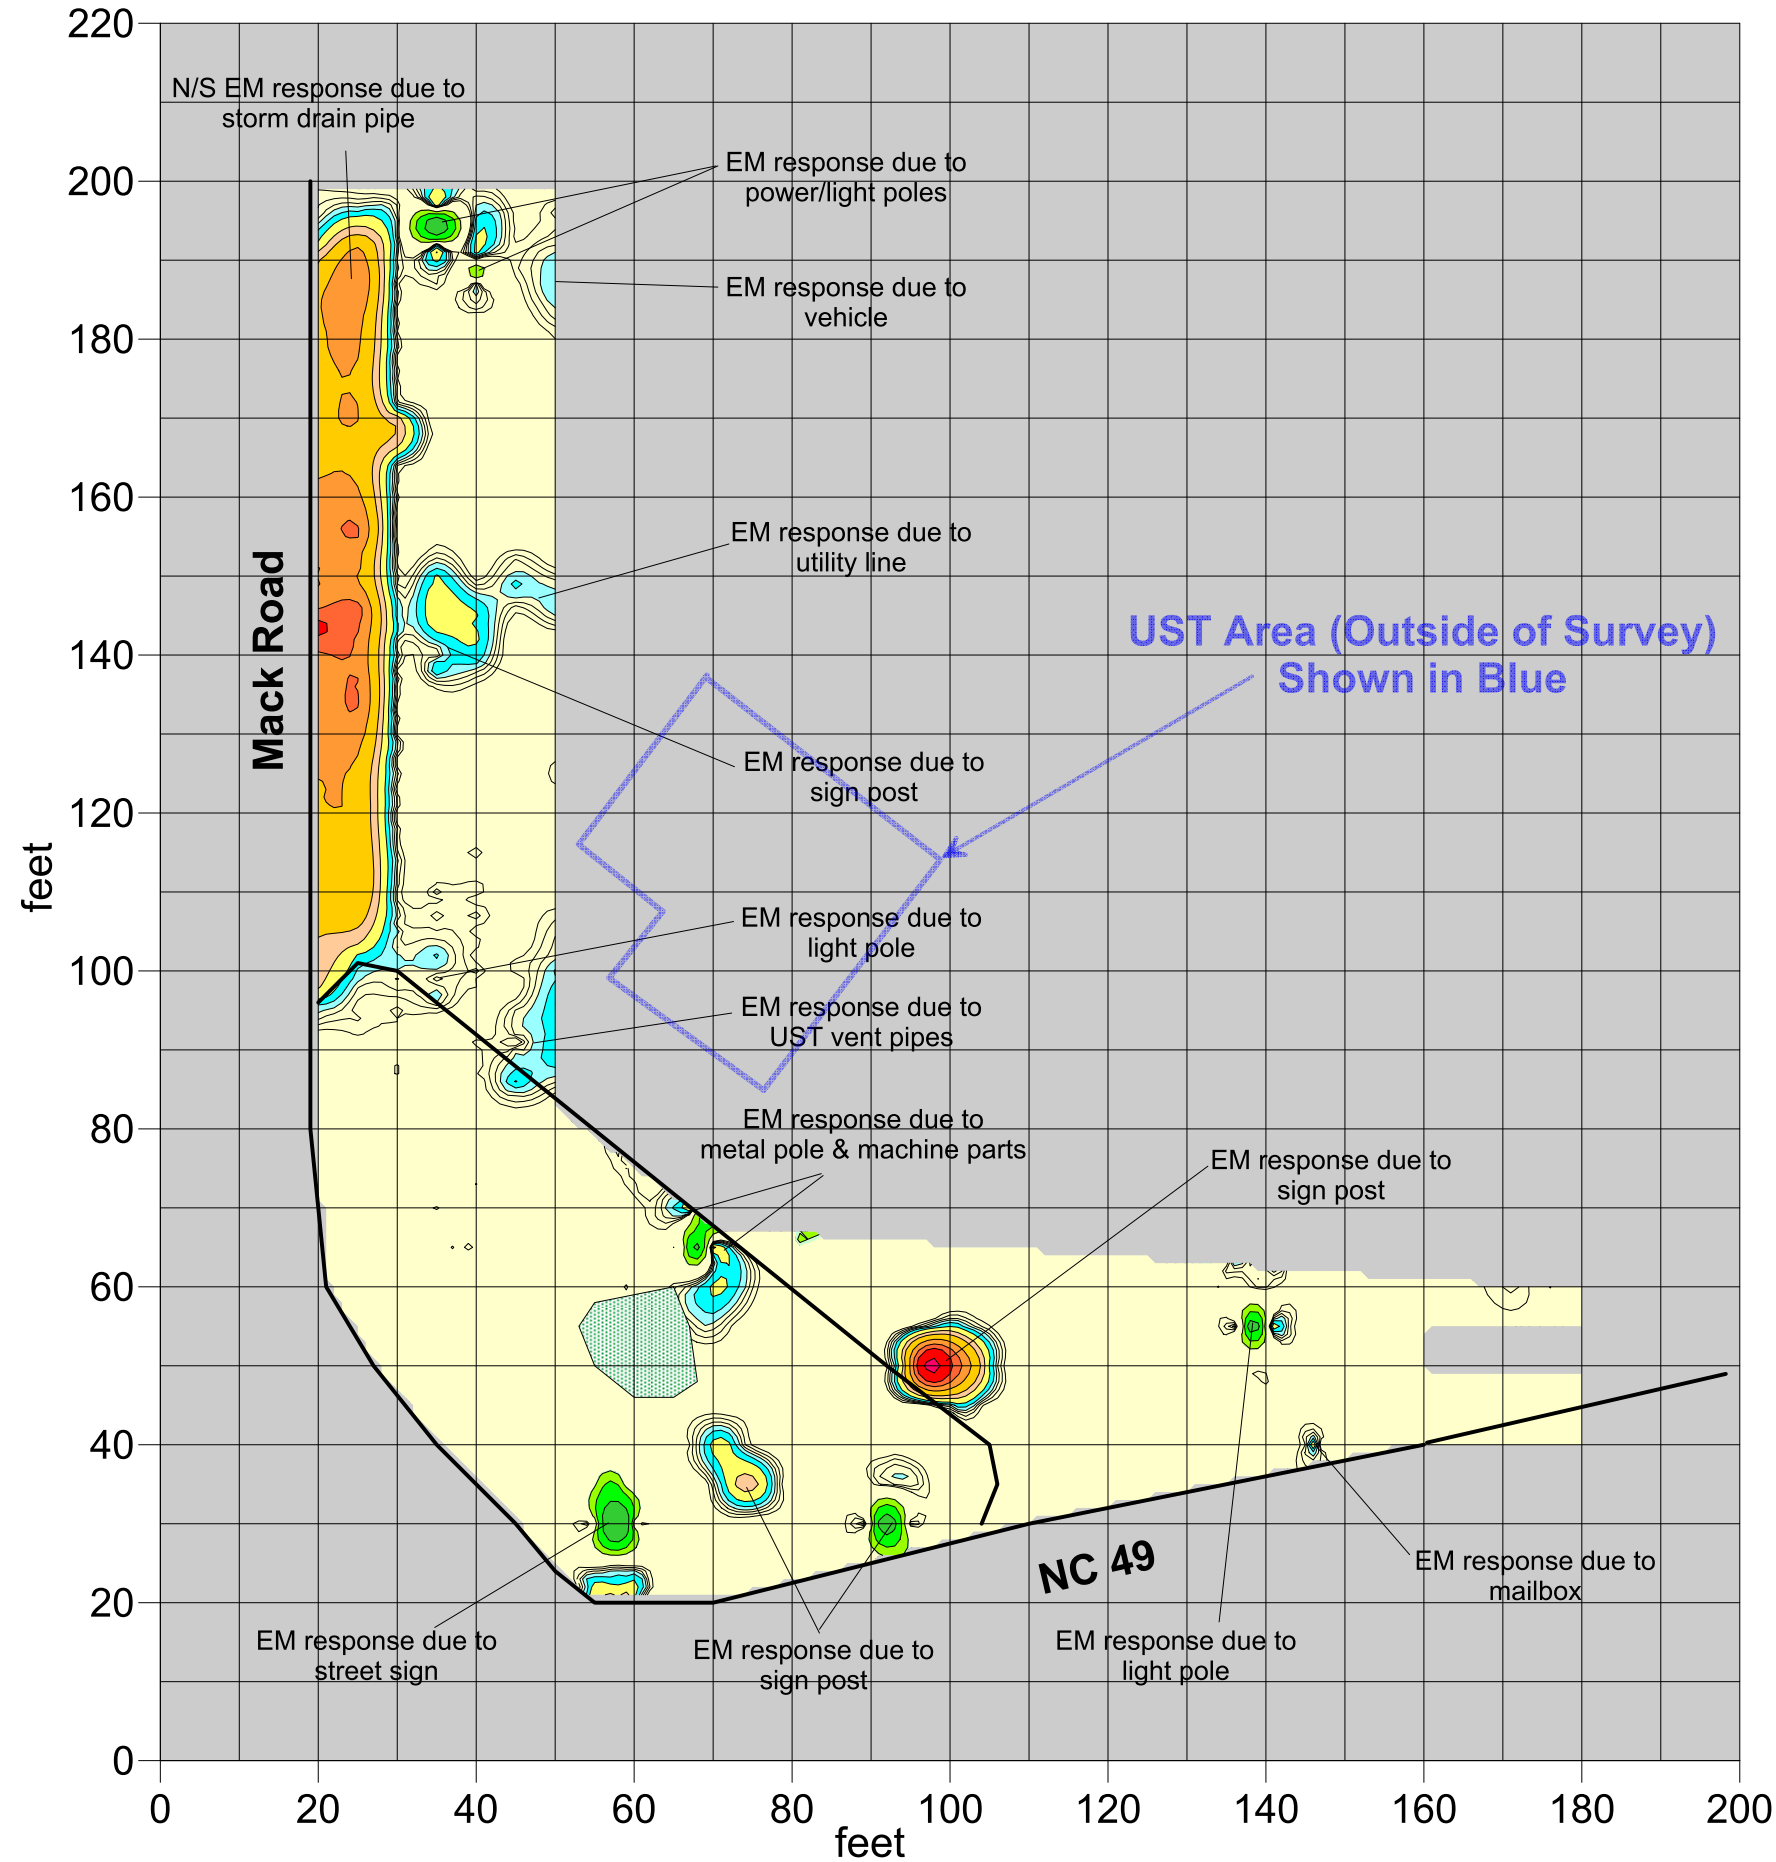 220
N/S EM response due to
storm drain pipe
EM response due to
power/light poles
200
EM response due to
vehicle
180
160
EM response due to
utility line
Mack Road
UST Area (Outside of Survey)
Shown in Blue
140
EM response due to
sign post
120
feet
EM response due to
light pole
100
EM response due to
UST vent pipes
80
EM response due to
metal pole & machine parts
EM response due to
sign post
60
40
NC 49
EM response due to
mailbox
20
EM response due to
street sign
EM response due to
sign post
EM response due to
light pole
0
0 20 40 60 80 100 120 140 160 180 200
feet